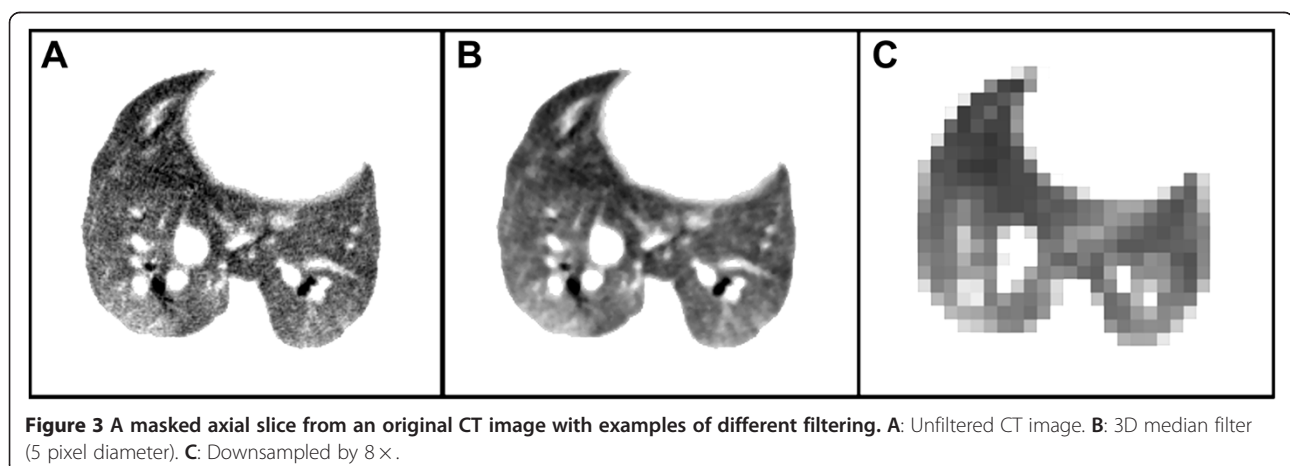 A
B
C
Figure 3 A masked axial slice from an original CT image with examples of different filtering. A: Unfiltered CT image. B: 3D median filter
(5 pixel diameter). C: Downsampled by 8 ×.